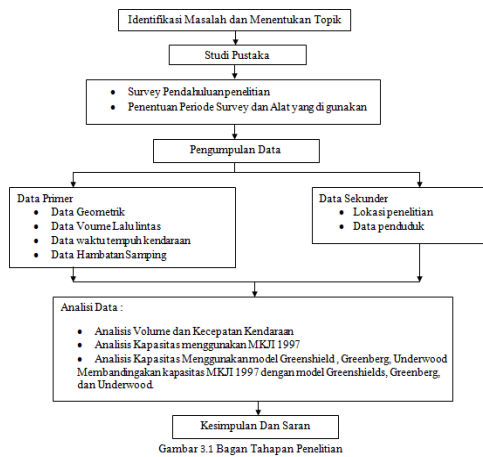 Identifikasi Masalah dan Menentukan Topik
Studi Pustaka
• Survey Pendahuluan penelitian
• Penentuan Periode Survey dan Alat yang di gunakan
Pengumpulan Data
Data Primer
• Data Geometrik
• Data Voume Lalu lintas
• Data waktu tempuh kendaraan
• Data Hambatan Samping
Data Sekunder
• Lokasi penelitian
• Data penduduk
Analisi Data :
• Analisis Volume dan Kecepatan Kendaraan
• Analisis Kapasitas menggunakan MKJI 1997
• Analisis Kapasitas Menggunakan model Greenshield , Greenberg, Underwood
Membandingakan kapasitas MKJI 1997 dengan model Greenshields, Greenberg,
dan Underwood.
Kesimpulan Dan Saran
Gambar 3.1 Bagan Tahapan Penelitian